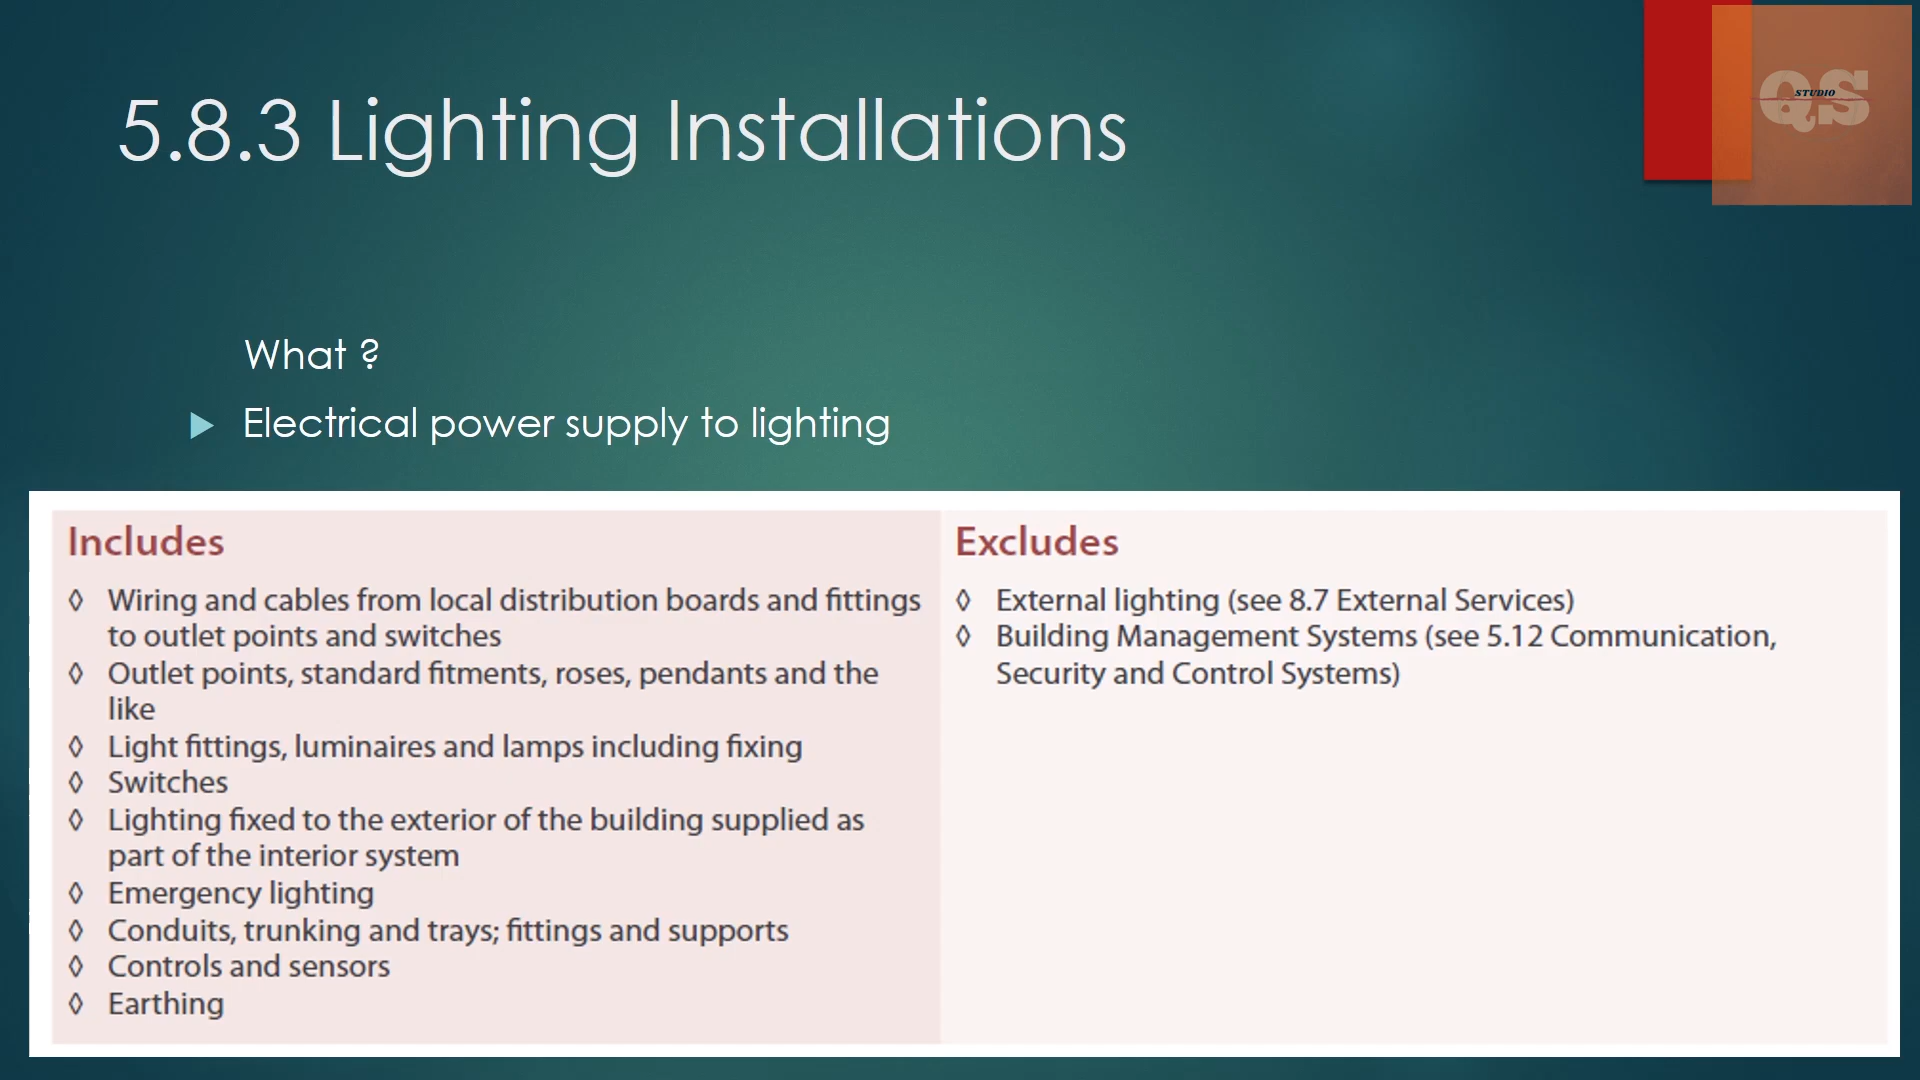 5.8.3 Lighting Installations
QS
STUDIO
What ?
Electrical power supply to lighting
Includes
◊ Wiring and cables from local distribution boards and fittings
to outlet points and switches
◊ Outlet points, standard fitments, roses, pendants and the
like
◊ Light fittings, luminaires and lamps including fixing
◊ Switches
◊ Lighting fixed to the exterior of the building supplied as
part of the interior system
◊ Emergency lighting
◊ Conduits, trunking and trays; fittings and supports
◊ Controls and sensors
◊ Earthing
Excludes
◊ External lighting (see 8.7 External Services)
◊ Building Management Systems (see 5.12 Communication,
Security and Control Systems)